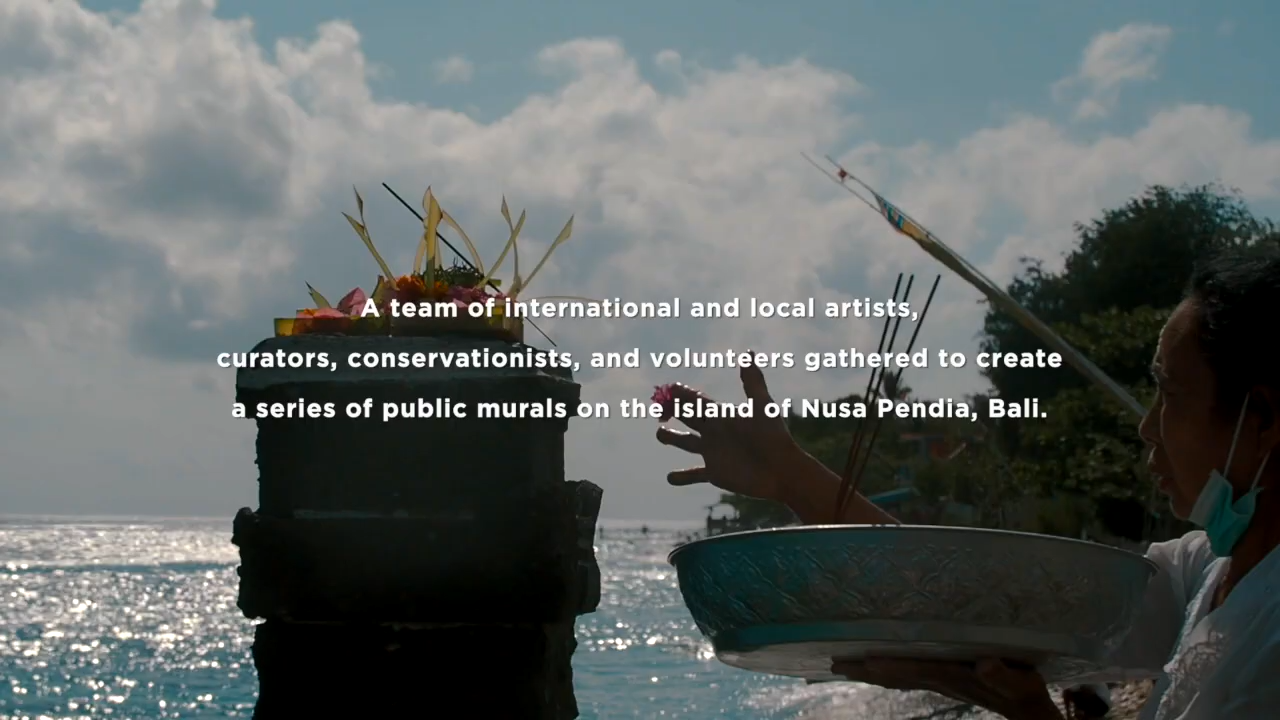 A team of international and local artists,
curators, conservationists, and volunteers gathered to create
a series of public murals on the island of Nusa Pendia, Bali.